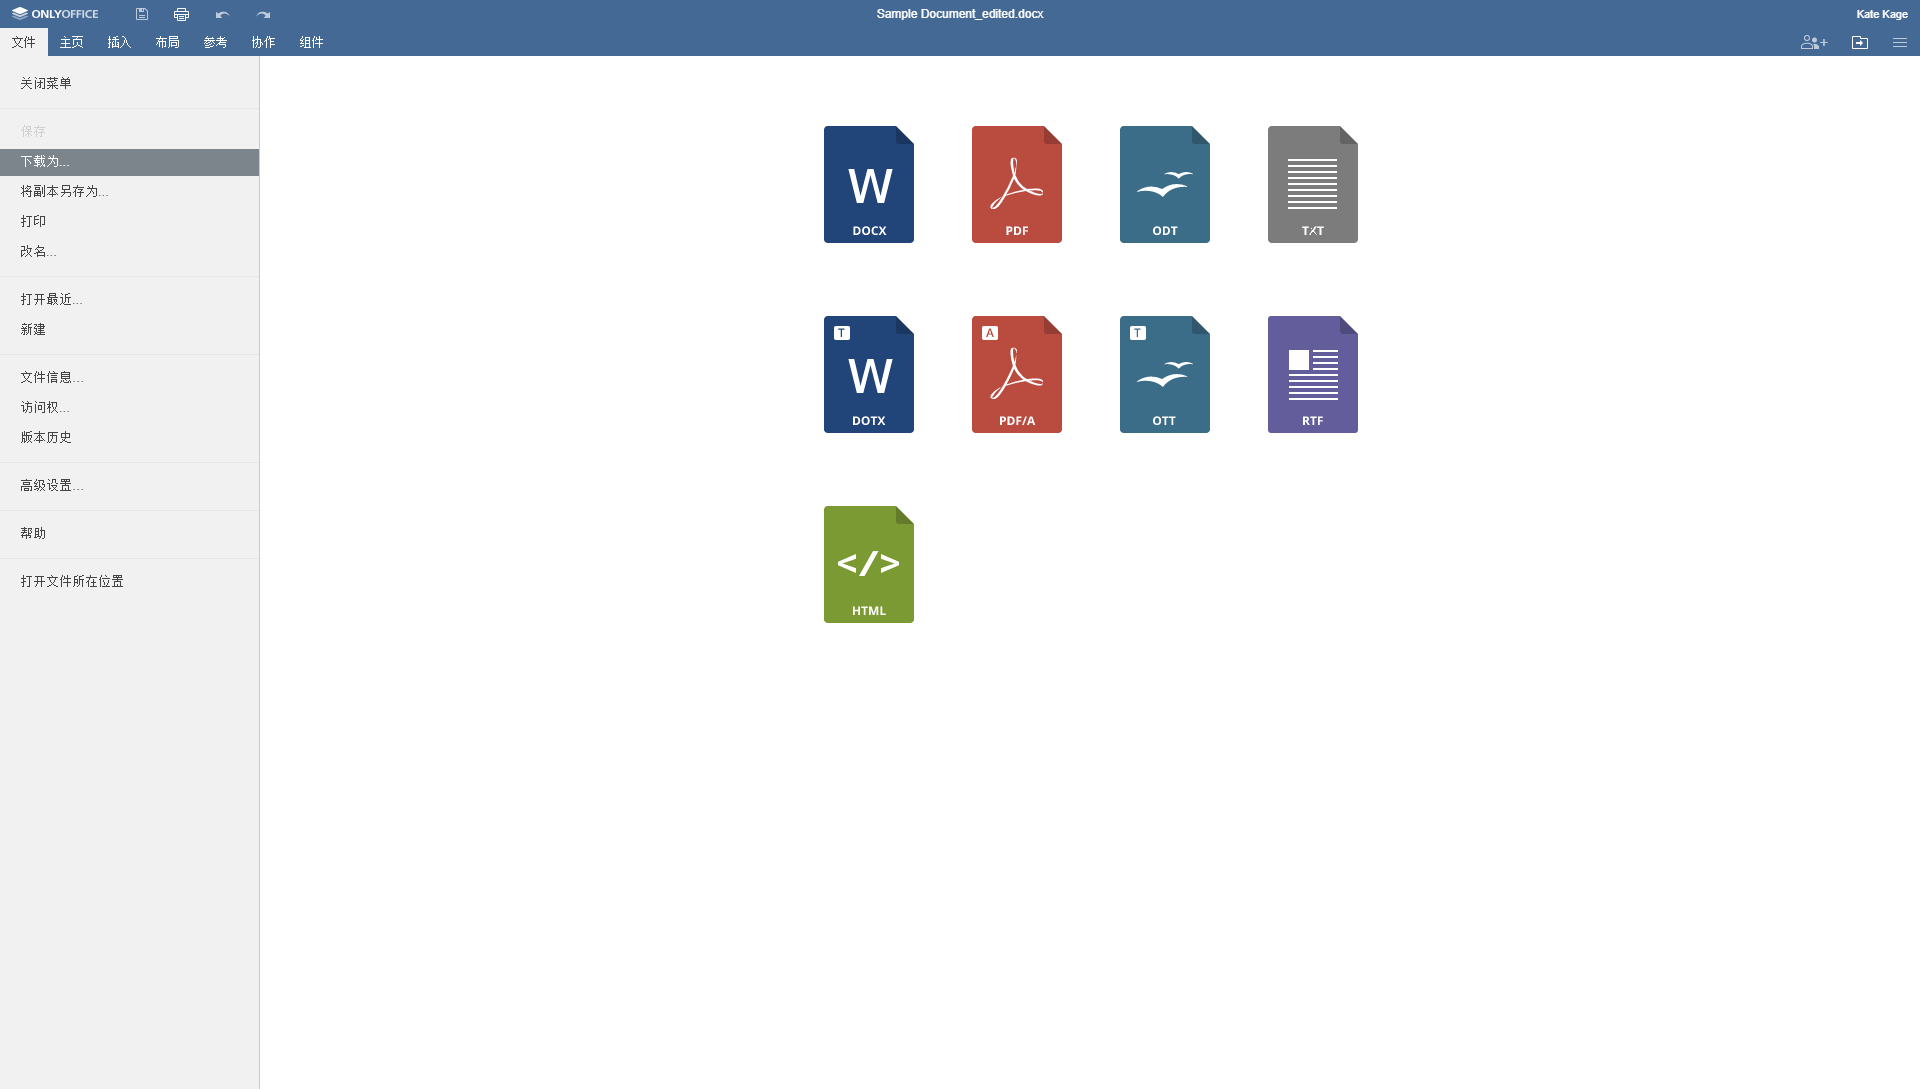 ONLYOFFICE
Sample Document_edited.docx
Kate Kage
文件 主页 插入 布局 参考 协作 组件
关闭菜单
保存
下载为...
将副本另存为...
打印
改名...
打开最近...
新建
文件信息...
访问权...
版本历史
高级设置...
帮助
打开文件所在位置
W W
DOCX PDF ODT TXT
T A T
W
DOTX PDF/A OTT RTF
</>
HTML